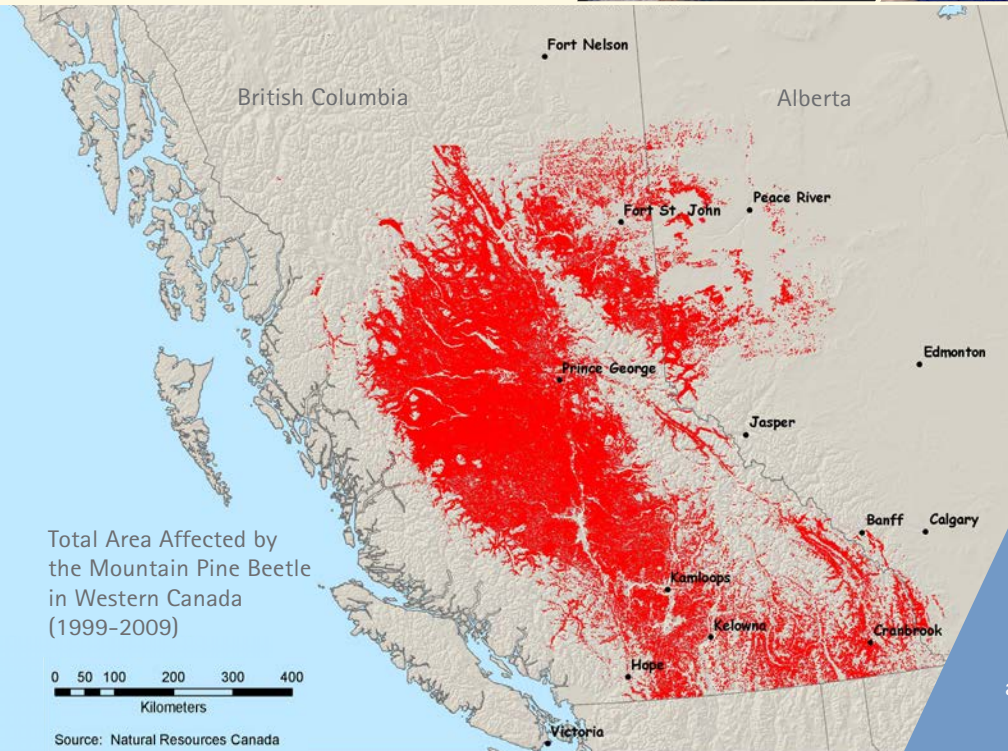 Fort Nelson
British Columbia
Alberta
Peace River
Fort St. John
Edmonton
Prince George
Jasper
Banff
Calgary
Total Area Affected by
the Mountain Pine Beetle
in Western Canada
(1999-2009)
Kamloops
Kelowna
Cranbrook
Hope
0 50 100 200 300 400
Kilometers
Victoria
Source: Natural Resources Canada